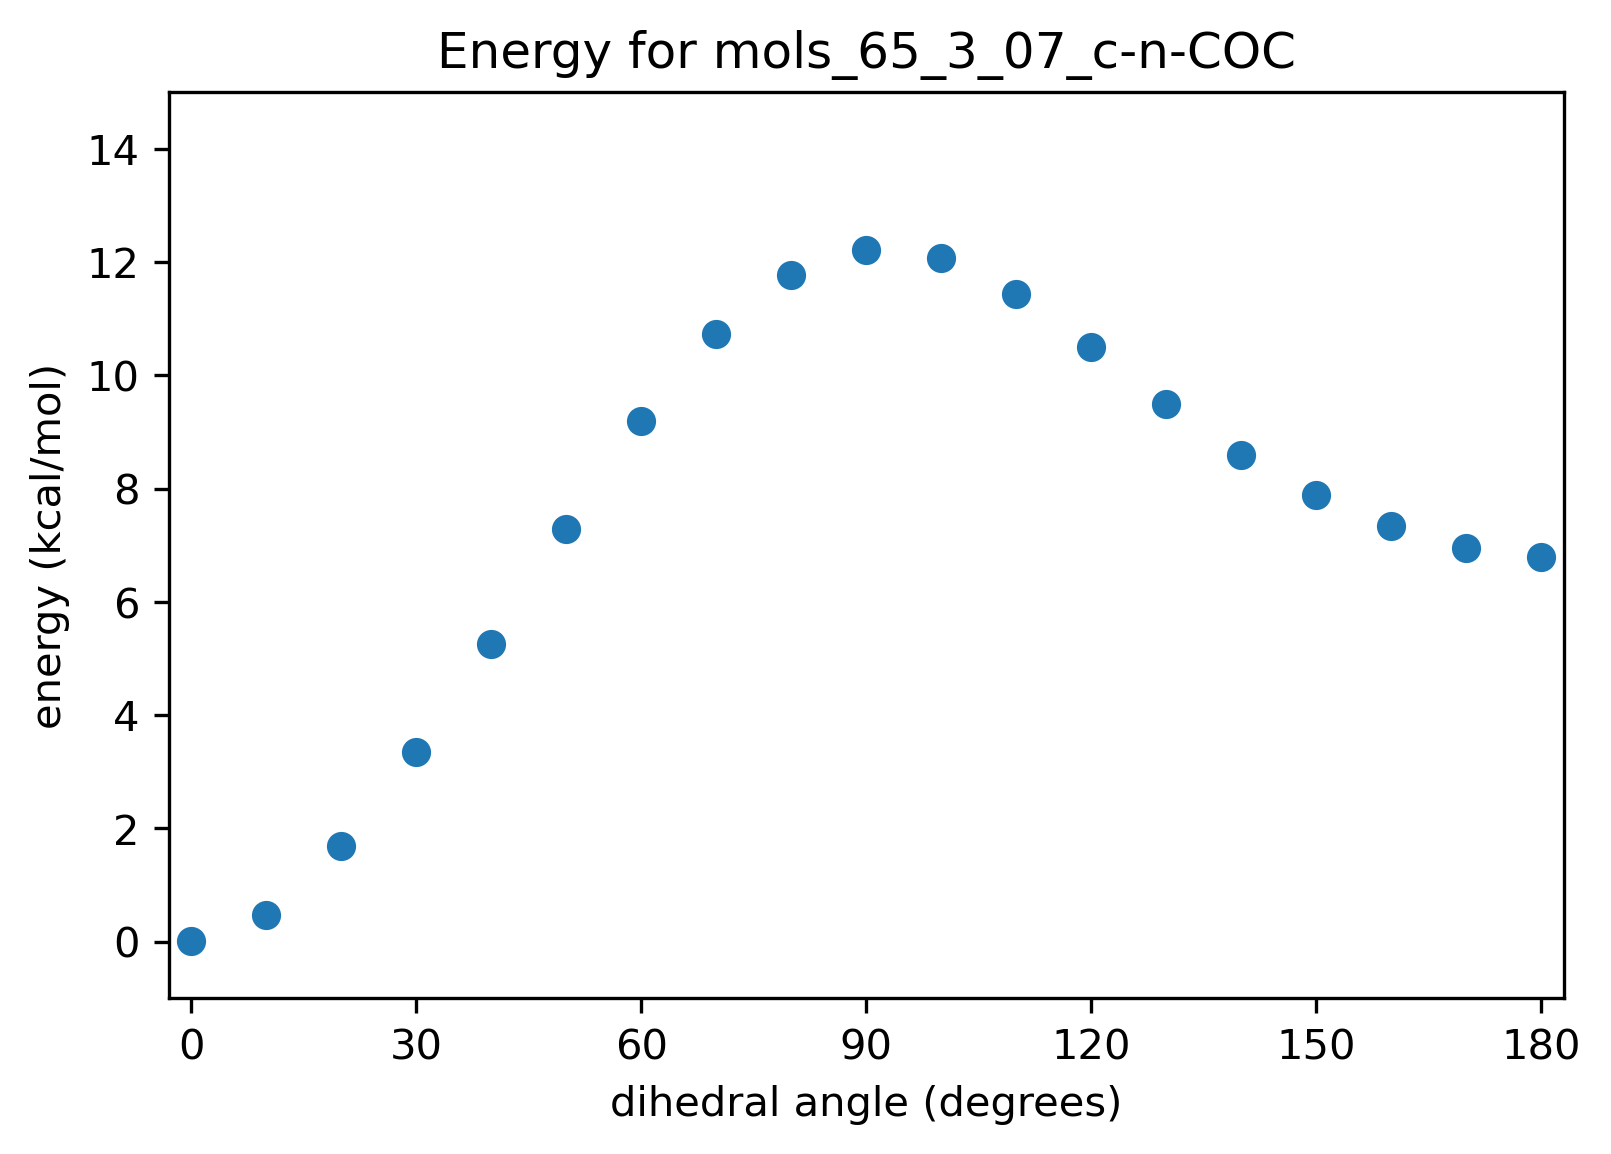 Energy for mols_65_3_07_c-n-COC
14
12
10
8
6
4
2
0
energy (kcal/mol)
0 30 60 90 120 150 180
dihedral angle (degrees)